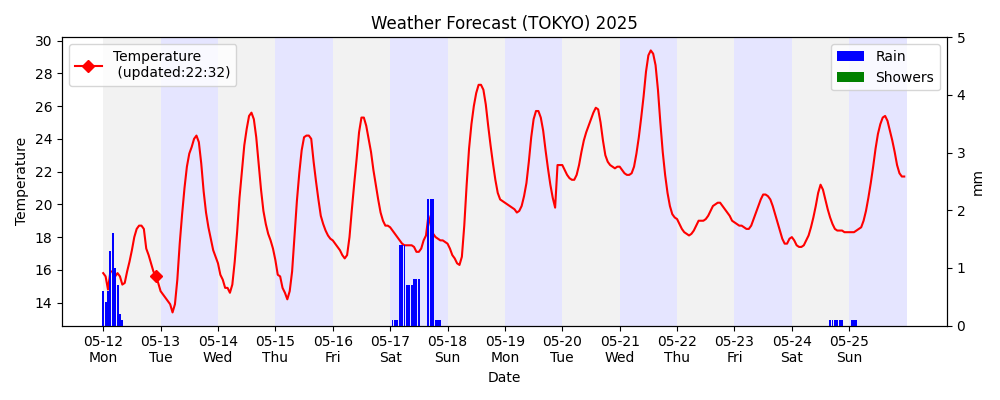 Weather Forecast (TOKYO) 2025
Temperature
(updated:22:32)
Rain
Showers
30
28
26
24
22
20
18
16
14
Temperature
5
4
3
2
1
0
mm
05-12 05-13 05-14 05-15 05-16 05-17 05-18 05-19 05-20 05-21 05-22 05-23 05-24 05-25
Mon Tue Wed Thu Fri Sat Sun Mon Tue Wed Thu Fri Sat Sun
Date